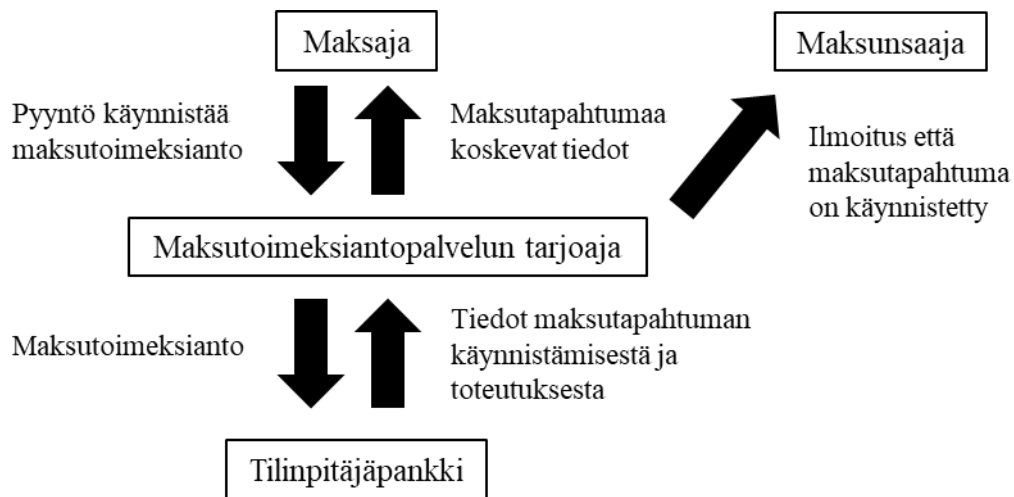 Maksaja
Maksunsaaja
Pyyntö käynnistää
maksutoimeksianto
Maksutapahtumaa
koskevat tiedot
Ilmoitus että
maksutapahtuma
on käynnistetty
Maksutoimeksiantopalvelun tarjoaja
Maksutoimeksianto
Tiedot maksutapahtuman
käynnistämisestä ja
toteutuksesta
Tilinpitäjäpankki